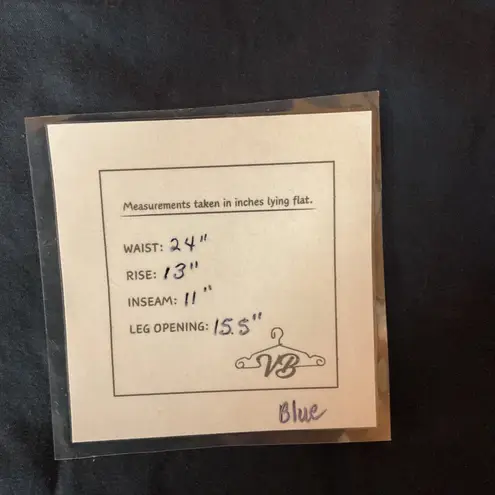 Measurements taken in inches lying flat.
WAIST: 24"
RISE: 13"
INSEAM: 11"
LEG OPENING: 15.5"
VB
Blue